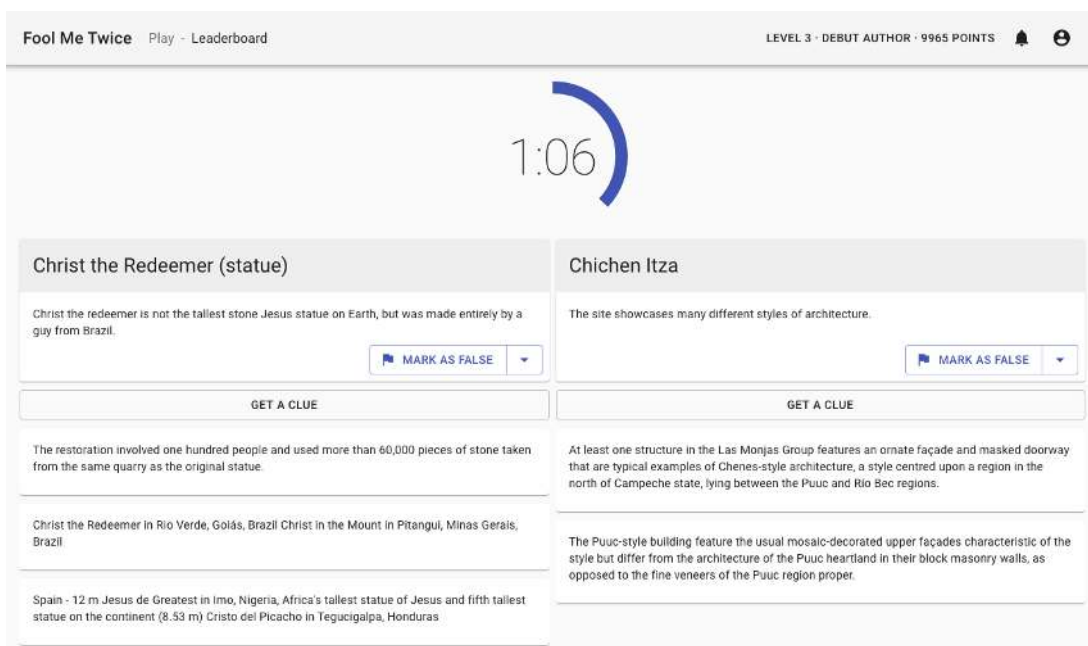 Fool Me Twice Play - Leaderboard
LEVEL 3 · DEBUT AUTHOR · 9965 POINTS
1:06
Christ the Redeemer (statue)
Christ the redeemer is not the tallest stone Jesus statue on Earth, but was made entirely by a
guy from Brazil.
MARK AS FALSE
GET A CLUE
The restoration involved one hundred people and used more than 60,000 pieces of stone taken
from the same quarry as the original statue.
Christ the Redeemer in Rio Verde, Goiás, Brazil Christ in the Mount in Pitangui, Minas Gerais,
Brazil
Spain - 12 m Jesus de Greatest in Imo, Nigeria, Africa's tallest statue of Jesus and fifth tallest
statue on the continent (8.53 m) Cristo del Picacho in Tegucigalpa, Honduras
Chichen Itza
The site showcases many different styles of architecture.
MARK AS FALSE
GET A CLUE
At least one structure in the Las Monjas Group features an ornate façade and masked doorway
that are typical examples of Chenes-style architecture, a style centred upon a region in the
north of Campeche state, lying between the Puuc and Río Bec regions.
The Puuc-style building feature the usual mosaic-decorated upper façades characteristic of the
style but differ from the architecture of the Puuc heartland in their block masonry walls, as
opposed to the fine veneers of the Puuc region proper.